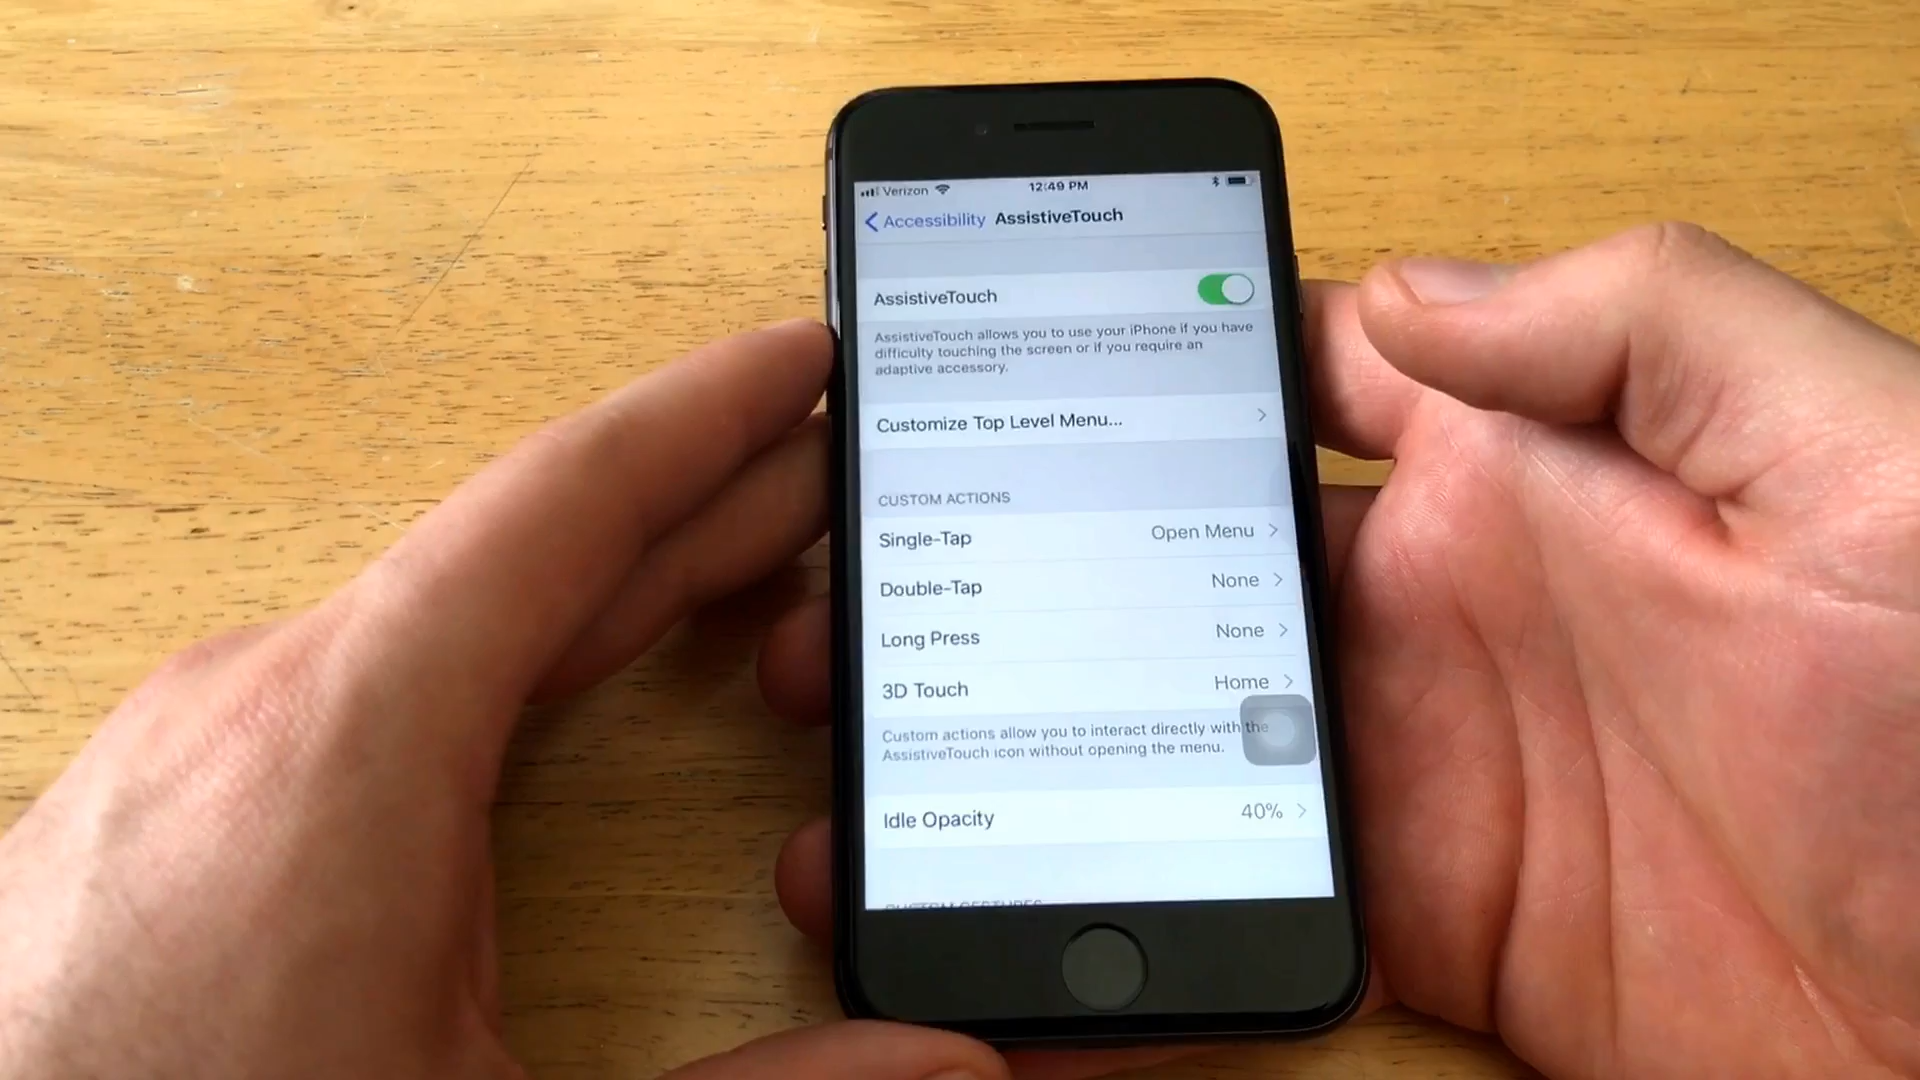 Verizon 12:49 PM
Accessibility AssistiveTouch
AssistiveTouch
AssistiveTouch allows you to use your iPhone if you have
difficulty touching the screen or if you require an
adaptive accessory.
Customize Top Level Menu...
CUSTOM ACTIONS
Single-Tap Open Menu
Double-Tap None
Long Press None
3D Touch Home
Custom actions allow you to interact directly with the
AssistiveTouch icon without opening the menu.
Idle Opacity 40%
CUSTOM GESTURES